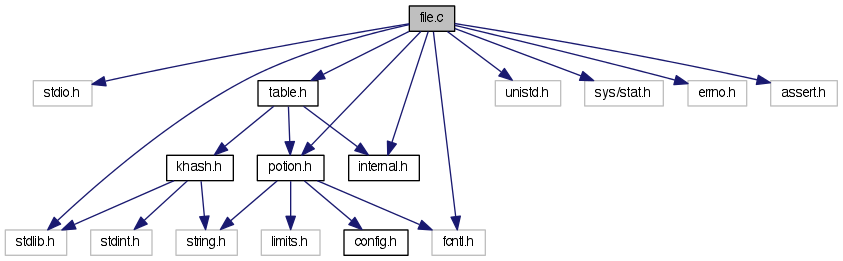 file.c
stdio.h
table.h
unistd.h
sys/stat.h
errno.h
assert.h
khash.h
potion.h
internal.h
stdlib.h
stdint.h
string.h
limits.h
config.h
fcntl.h